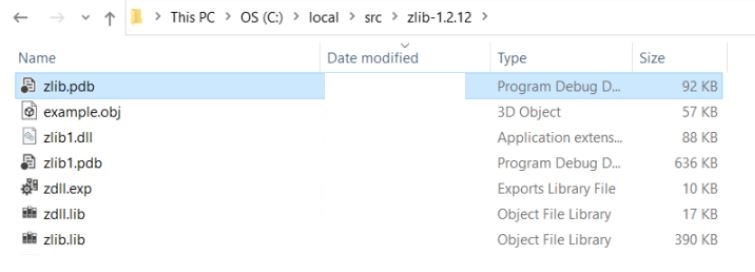 This PC > OS (C:) > local > src > zlib-1.2.12 >
Name Date modified Type Size
zlib.pdb Program Debug D... 92 KB
example.obj 3D Object 57 KB
zlib1.dll Application extens... 88 KB
zlib1.pdb Program Debug D... 636 KB
zdll.exp Exports Library File 10 KB
zdll.lib Object File Library 17 KB
zlib.lib Object File Library 390 KB